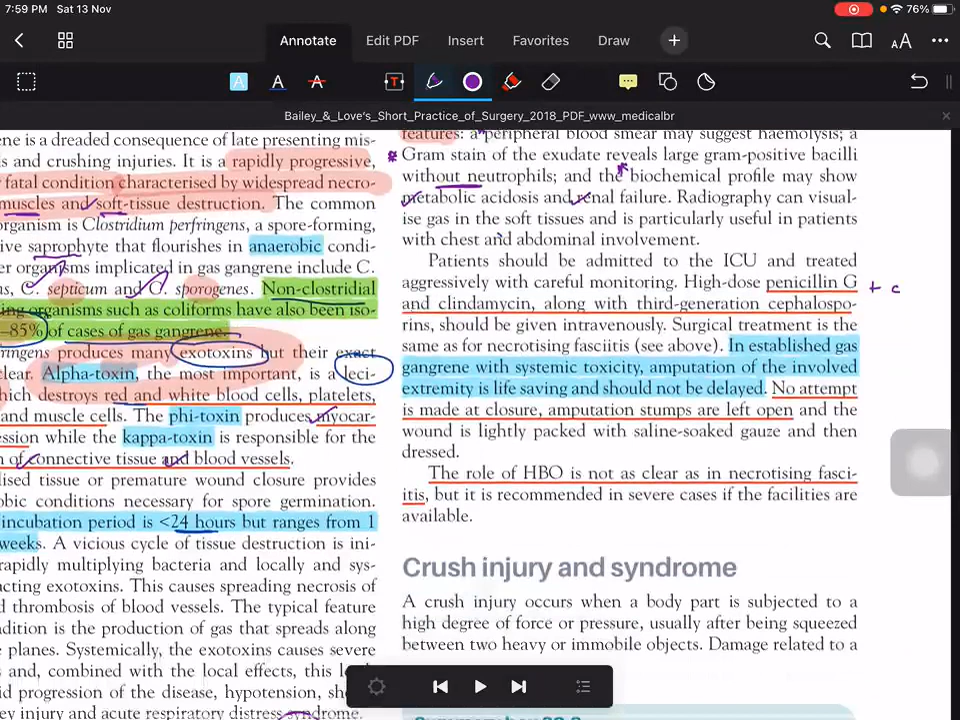 7:59 PM Sat 13 Nov
76%
Annotate Edit PDF Insert Favorites Draw
AA
T
Bailey_&_Love's_Short_Practice_of_Surgery_2018_PDF_www_medicalbr
ene is a dreaded consequence of late presenting mis-
s and crushing injuries. It is a rapidly progressive,
fatal condition characterised by widespread necro-
muscles and soft-tissue destruction. The common
organism is Clostridium perfringens, a spore-forming,
ive saprophyte that flourishes in anaerobic condi-
er organisms implicated in gas gangrene include C.
s, C. septicum and C. sporogenes. Non-clostridial
ing organisms such as coliforms have also been iso-
–85% of cases of gas gangrene.
fringens produces many exotoxins but their exact
clear. Alpha-toxin, the most important, is a leci-
hich destroys red and white blood cells, platelets,
and muscle cells. The phi-toxin produces myocar-
ession while the kappa-toxin is responsible for the
n of connective tissue and blood vessels.
alised tissue or premature wound closure provides
obic conditions necessary for spore germination.
incubation period is <24 hours but ranges from 1
weeks. A vicious cycle of tissue destruction is ini-
rapidly multiplying bacteria and locally and sys-
acting exotoxins. This causes spreading necrosis of
d thrombosis of blood vessels. The typical feature
ndition is the production of gas that spreads along
e planes. Systemically, the exotoxins causes severe
s and, combined with the local effects, this
id progression of the disease, hypotension,
ey injury and acute respiratory distress syndrome.
features: a peripheral blood smear may suggest haemolysis; a
Gram stain of the exudate reveals large gram-positive bacilli
without neutrophils; and the biochemical profile may show
metabolic acidosis and renal failure. Radiography can visual-
ise gas in the soft tissues and is particularly useful in patients
with chest and abdominal involvement.
Patients should be admitted to the ICU and treated
aggressively with careful monitoring. High-dose penicillin G
+ c
and clindamycin, along with third-generation cephalospo-
rins, should be given intravenously. Surgical treatment is the
same as for necrotising fasciitis (see above). In established gas
gangrene with systemic toxicity, amputation of the involved
extremity is life saving and should not be delayed. No attempt
is made at closure, amputation stumps are left open and the
wound is lightly packed with saline-soaked gauze and then
dressed.
The role of HBO is not as clear as in necrotising fasci-
itis, but it is recommended in severe cases if the facilities are
available.
Crush injury and syndrome
A crush injury occurs when a body part is subjected to a
high degree of force or pressure, usually after being squeezed
between two heavy or immobile objects. Damage related to a